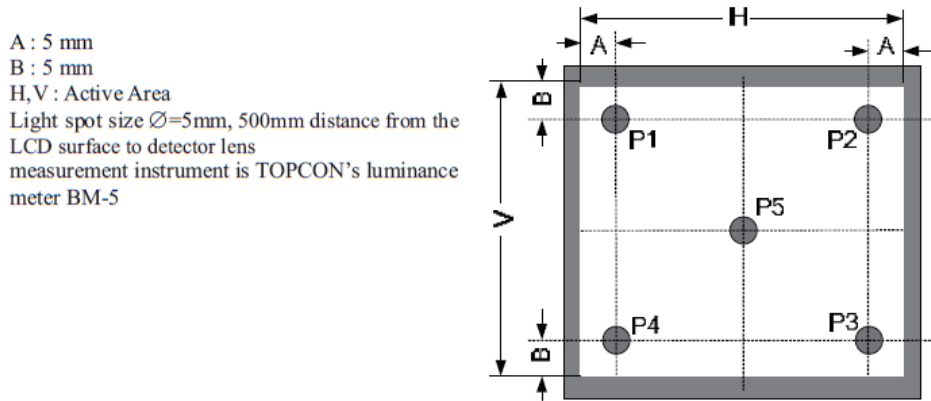 A : 5 mm
B : 5 mm
H,V : Active Area
Light spot size ∅=5mm, 500mm distance from the
LCD surface to detector lens
measurement instrument is TOPCON's luminance
meter BM-5
H
A
A
B
P1
P2
P5
V
P4
P3
B